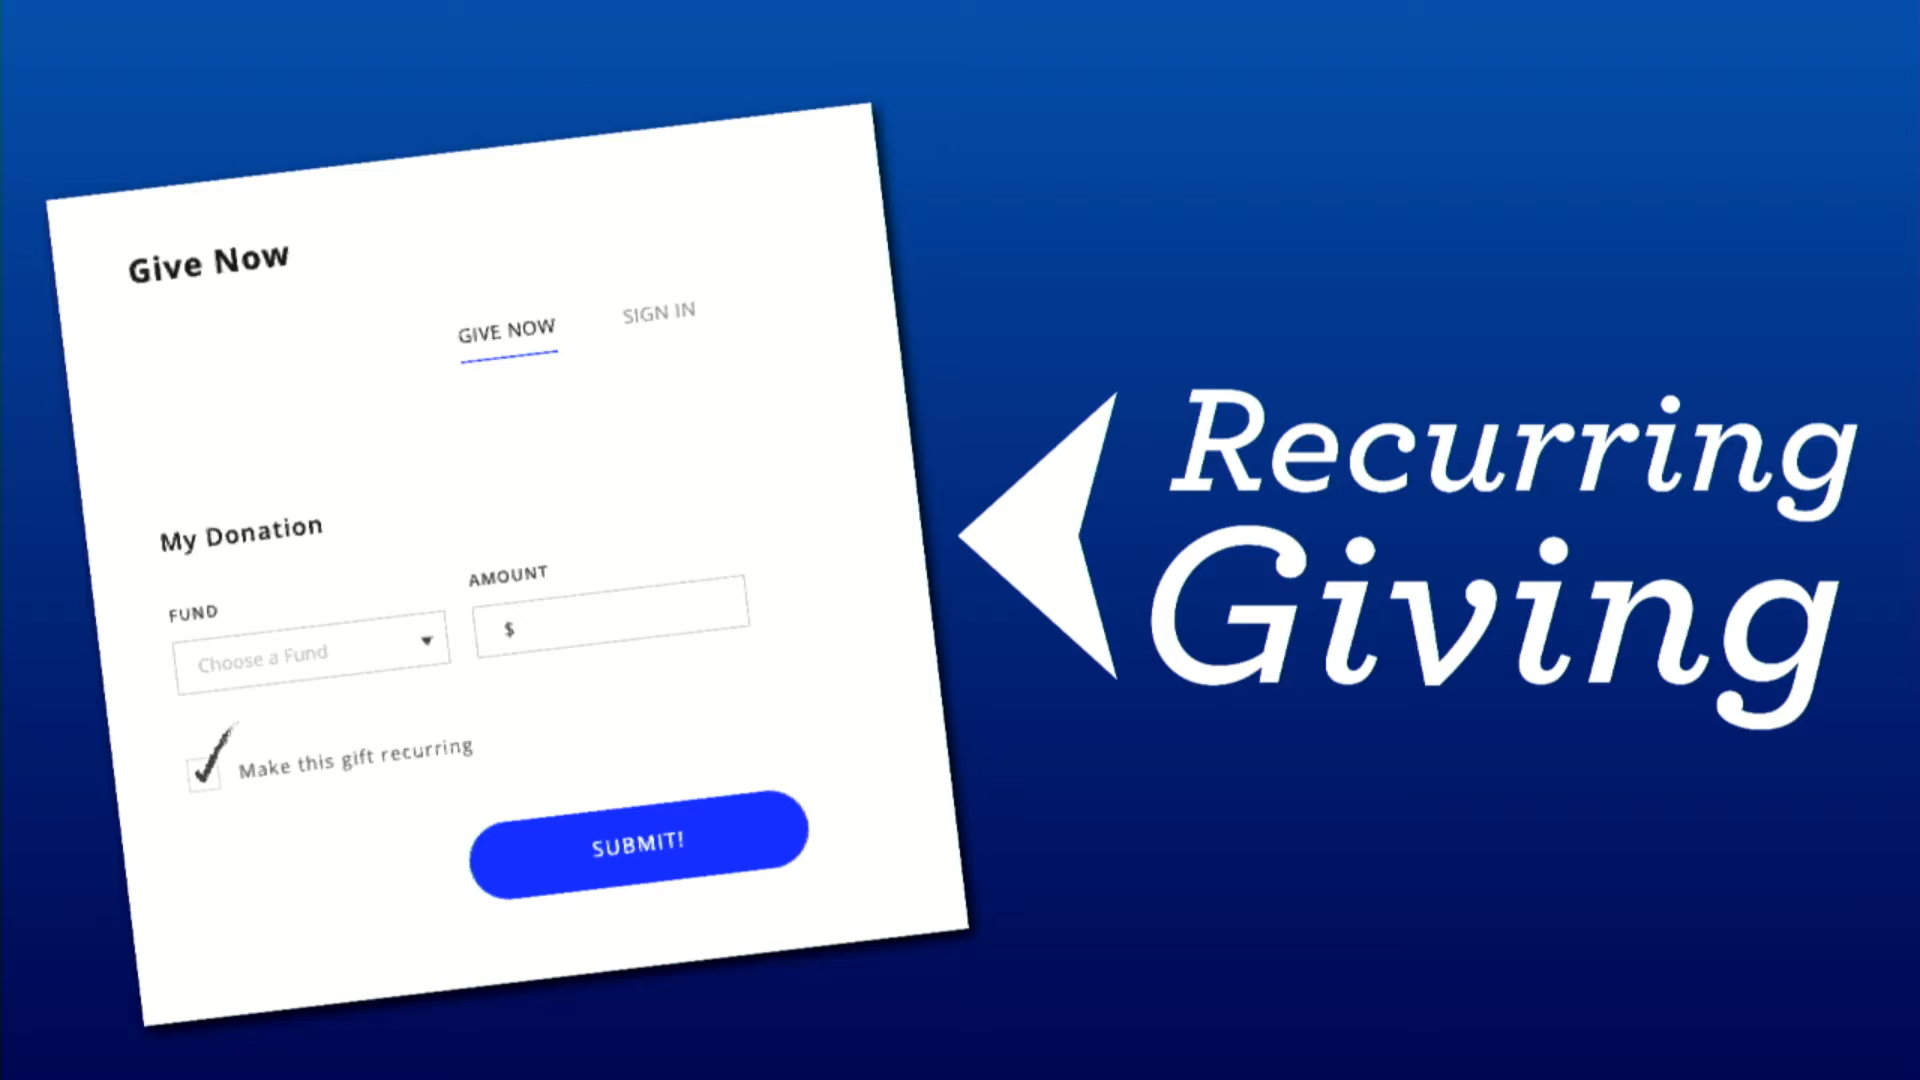 Give Now
GIVE NOW SIGN IN
My Donation
FUND AMOUNT
Choose a Fund $
Make this gift recurring
SUBMIT!
Recurring
Giving